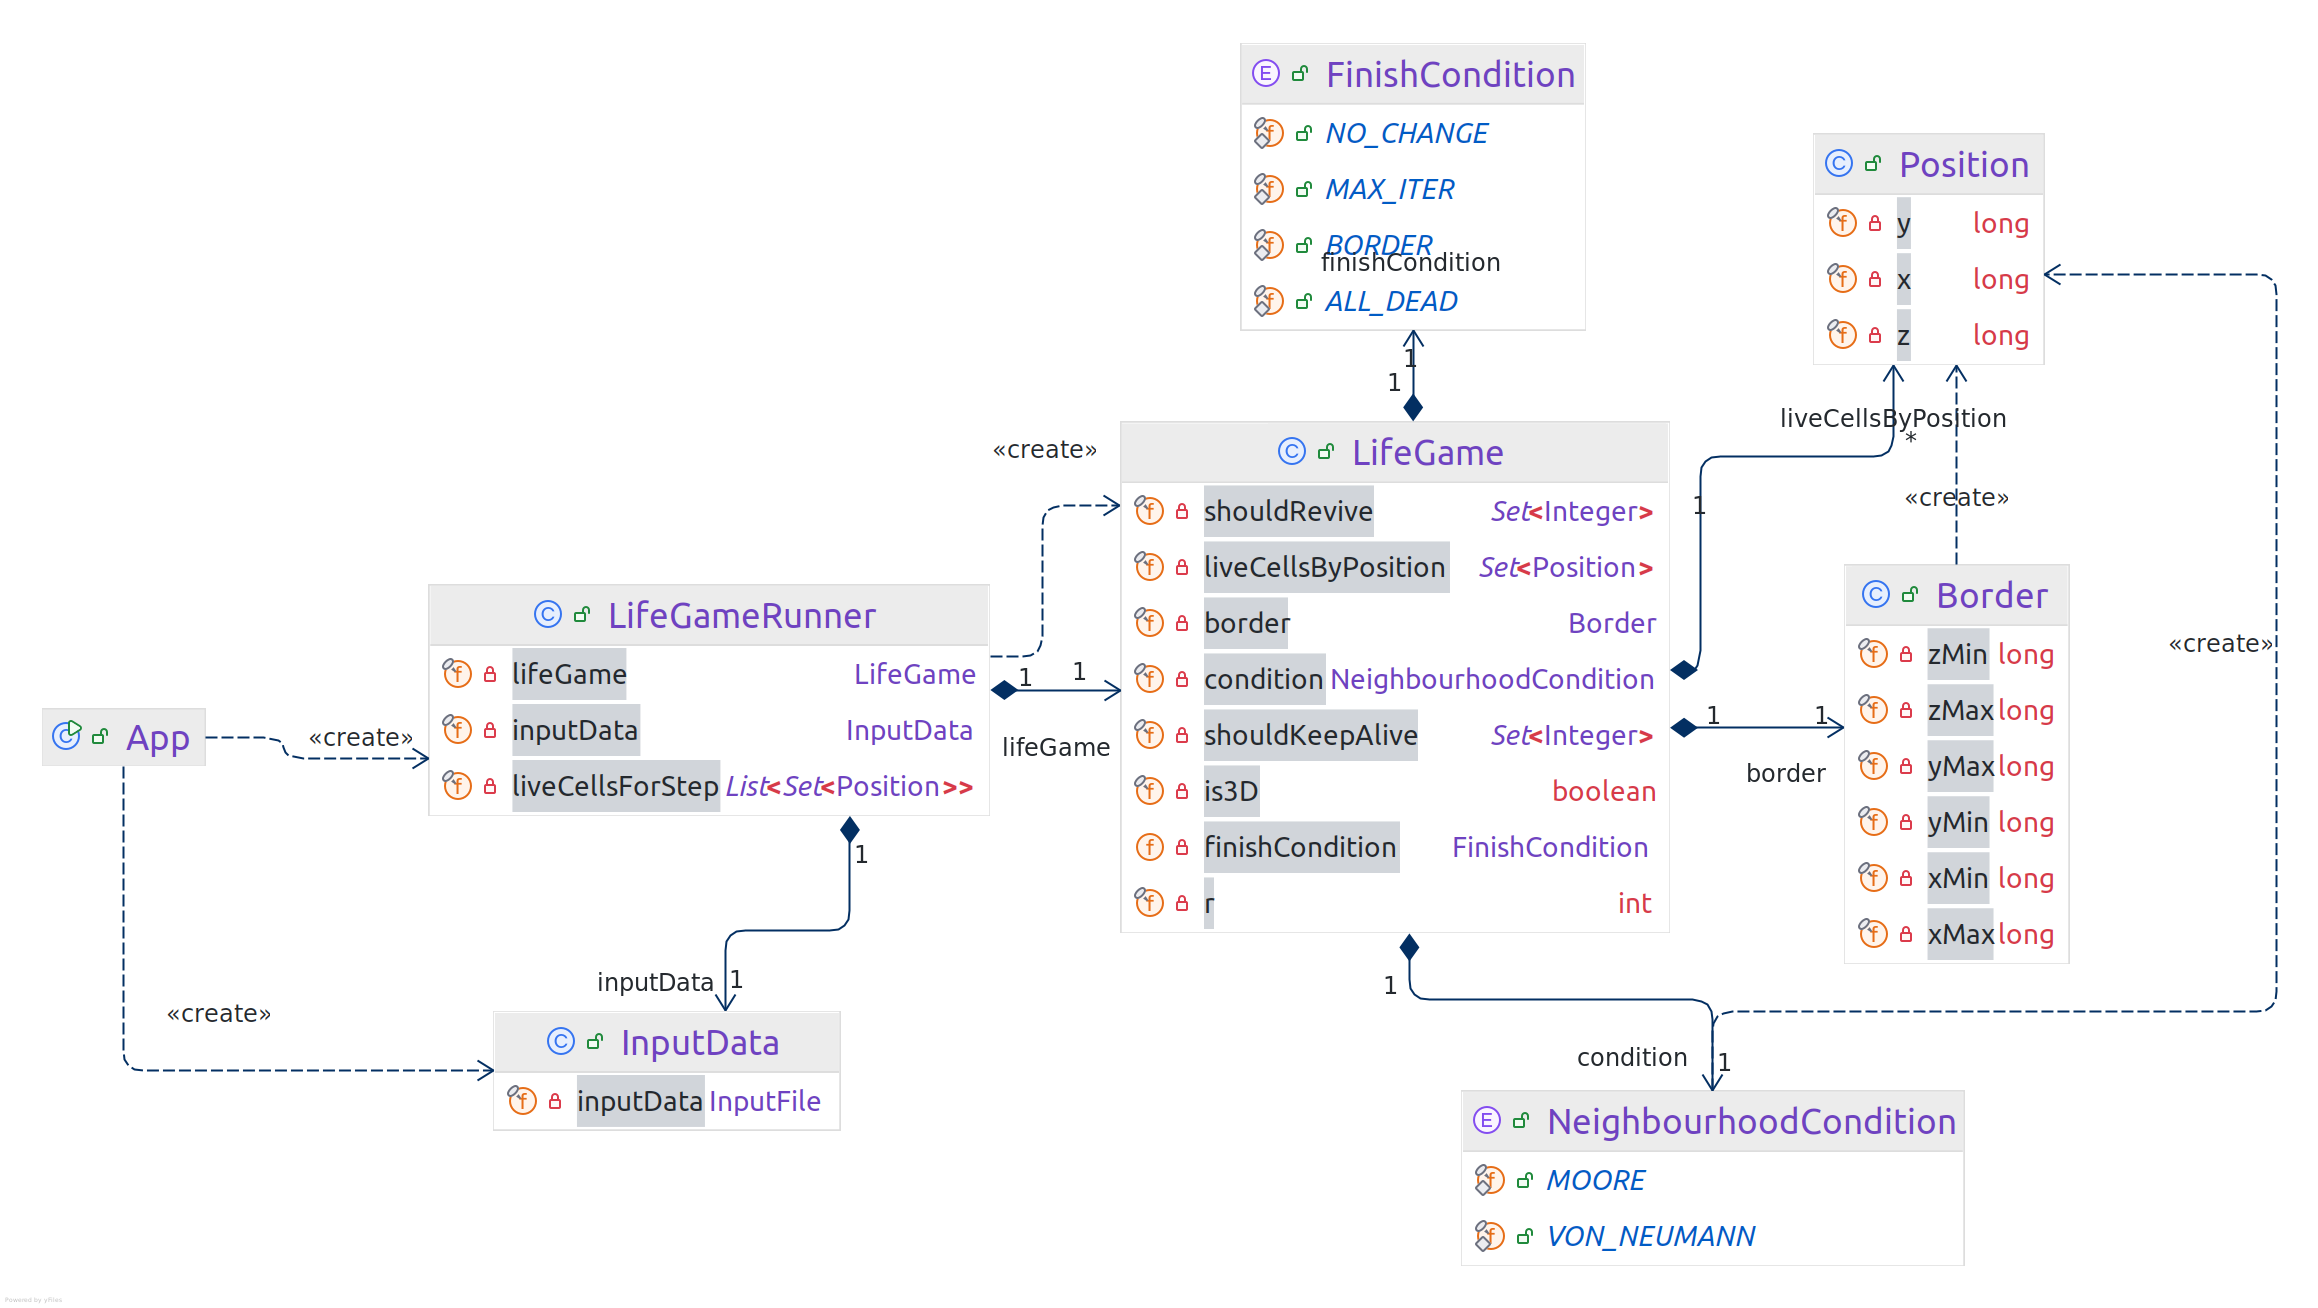 FinishCondition
NO_CHANGE
MAX_ITER
BORDER
finishCondition
ALL_DEAD
1
1
Position
y long
x long
z long
liveCellsByPosition
*
1
«create»
«create»
LifeGame
shouldRevive Set<Integer>
liveCellsByPosition Set<Position>
border Border
condition NeighbourhoodCondition
shouldKeepAlive Set<Integer>
is3D boolean
finishCondition FinishCondition
r int
«create»
1 1
lifeGame
1 1
border
Border
zMin long
zMax long
yMax long
yMin long
xMin long
xMax long
LifeGameRunner
lifeGame LifeGame
inputData InputData
liveCellsForStep List<Set<Position>>
App
«create»
«create»
1
inputData 1
InputData
inputData InputFile
1
condition 1
NeighbourhoodCondition
MOORE
VON_NEUMANN
Powered by yFiles